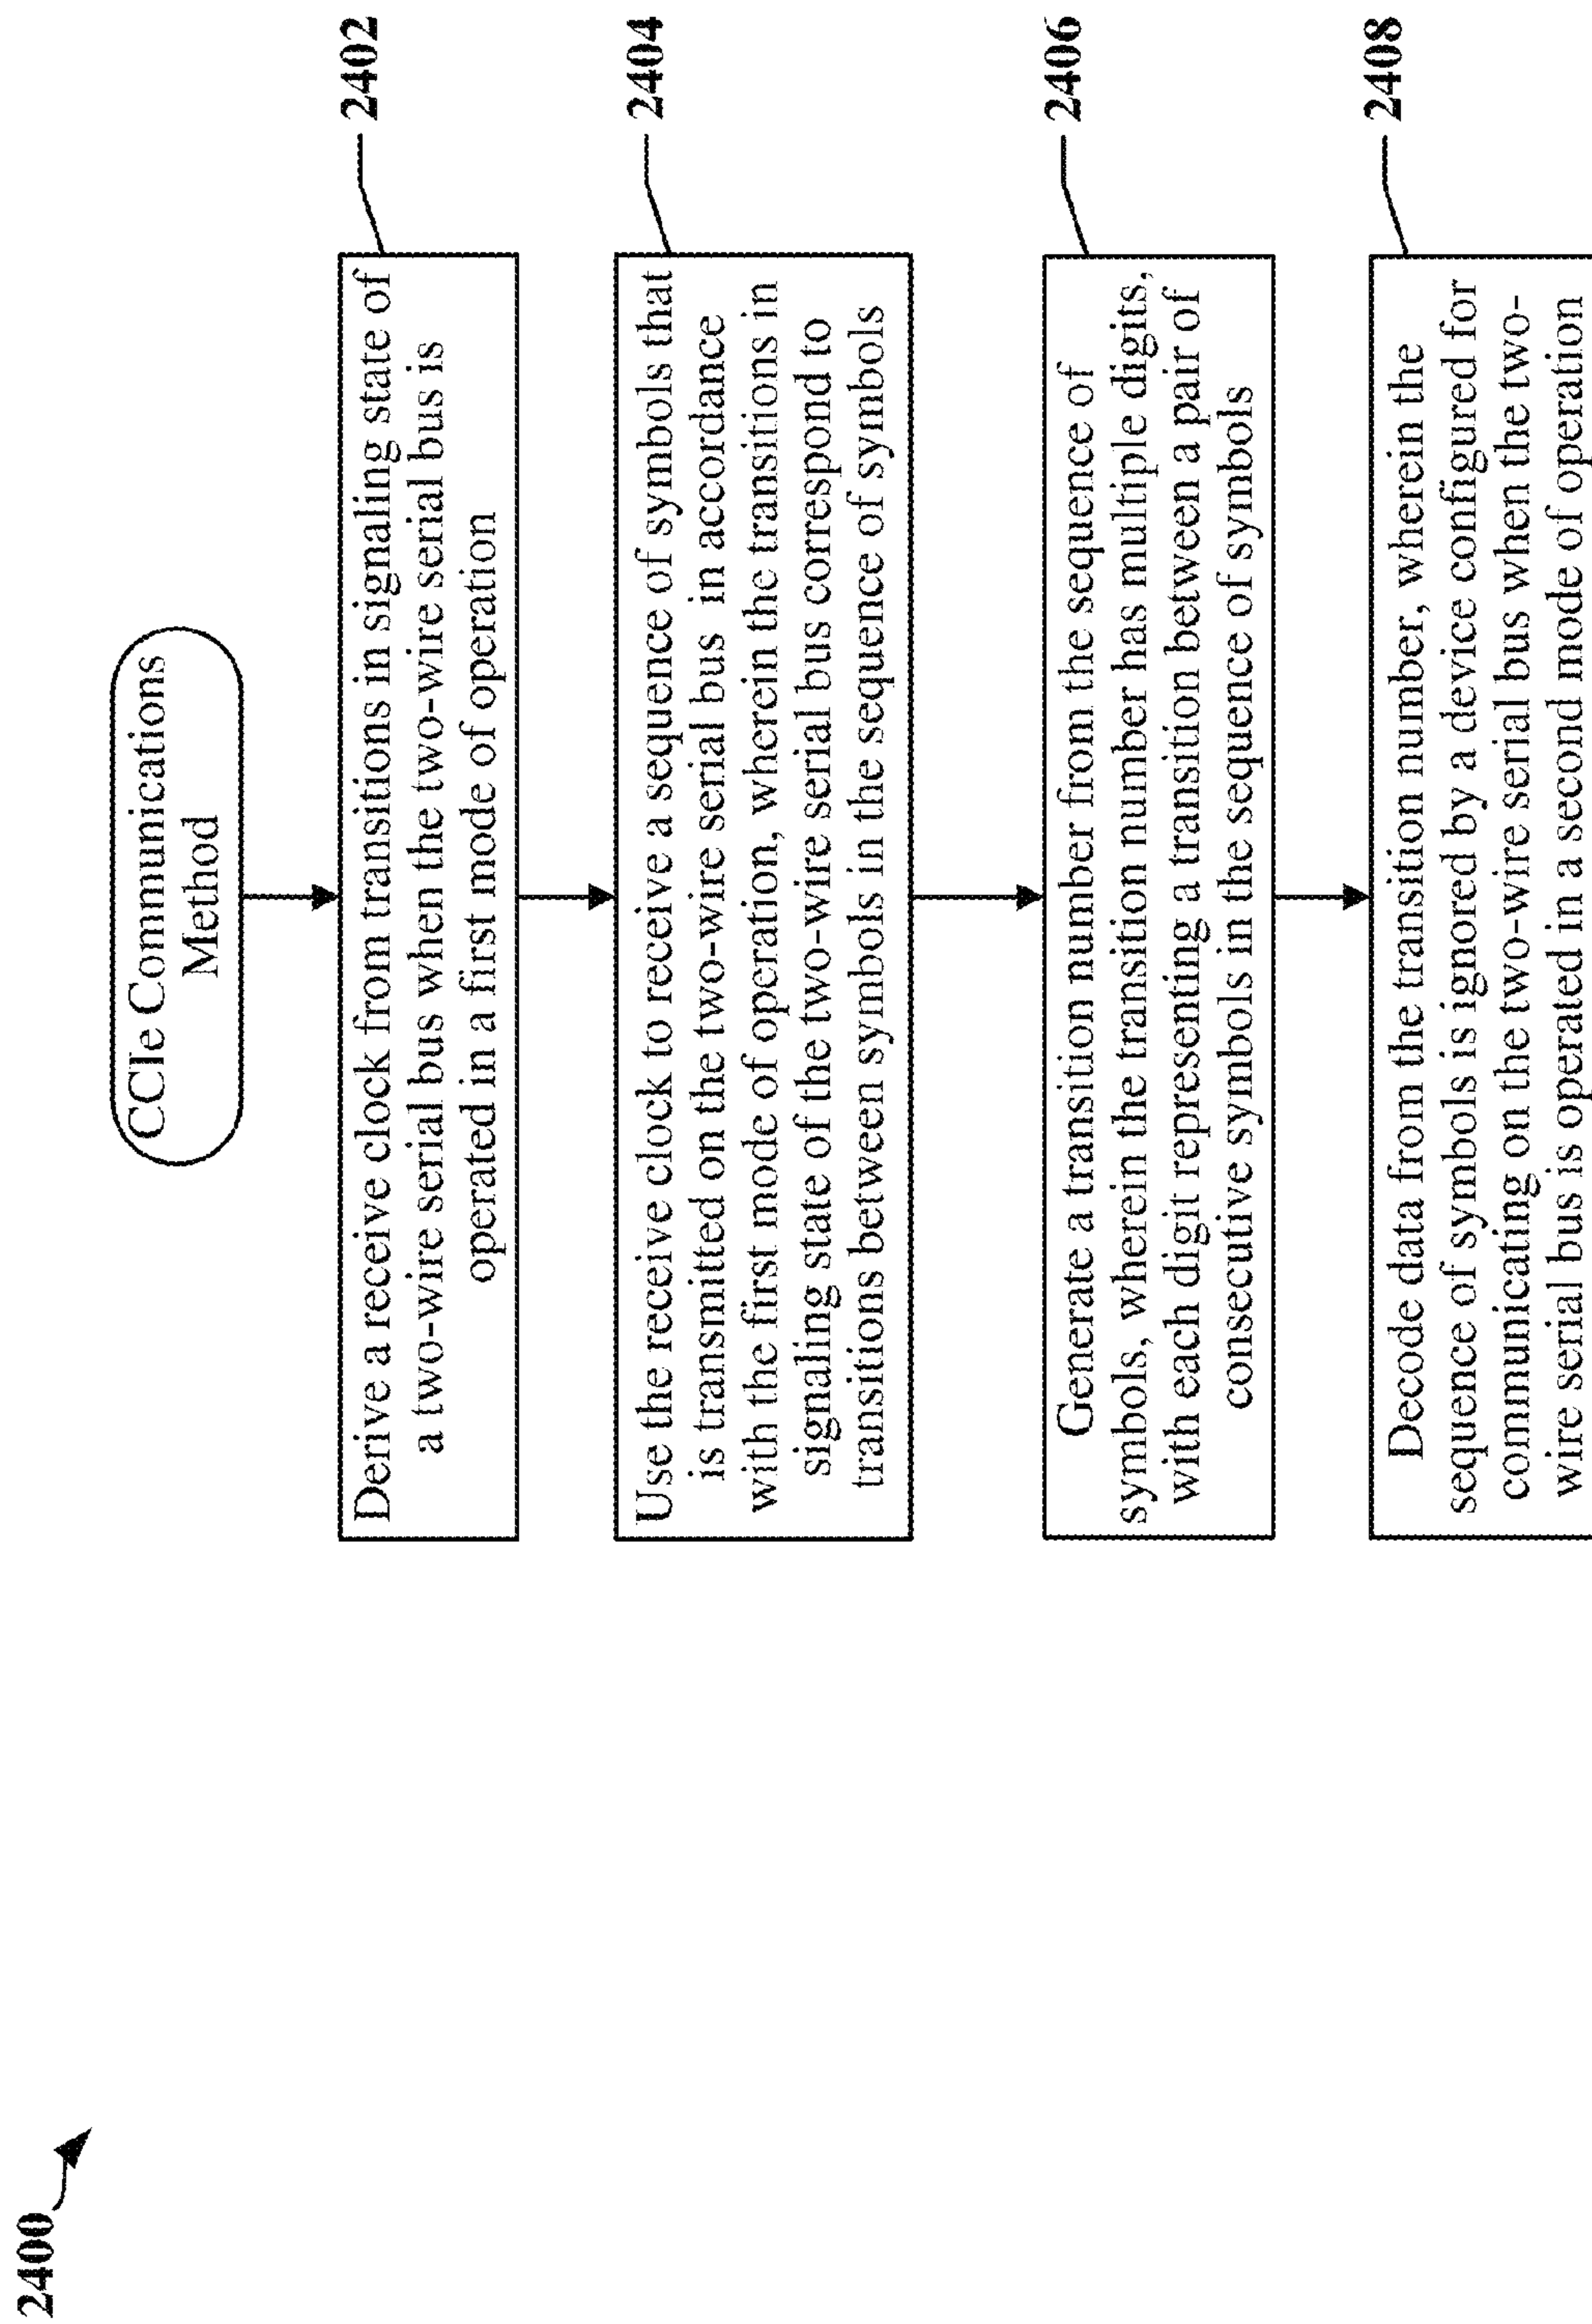 2400
CCIe Communications
Method
Derive a receive clock from transitions in signaling state of
a two-wire serial bus when the two-wire serial bus is
operated in a first mode of operation
2402
Use the receive clock to receive a sequence of symbols that
is transmitted on the two-wire serial bus in accordance
with the first mode of operation, wherein the transitions in
signaling state of the two-wire serial bus correspond to
transitions between symbols in the sequence of symbols
2404
Generate a transition number from the sequence of
symbols, wherein the transition number has multiple digits,
with each digit representing a transition between a pair of
consecutive symbols in the sequence of symbols
2406
Decode data from the transition number, wherein the
sequence of symbols is ignored by a device configured for
communicating on the two-wire serial bus when the two-
wire serial bus is operated in a second mode of operation
2408